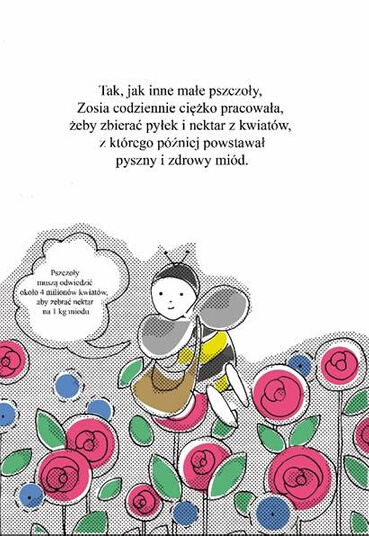 Tak, jak inne małe pszczoły,
Zosia codziennie ciężko pracowała,
żeby zbierać pyłek i nektar z kwiatów,
z którego później powstawał
pyszny i zdrowy miód.
Pszczoły
muszą odwiedzić
około 4 milionów kwiatów,
aby zebrać nektar
na 1 kg miodu